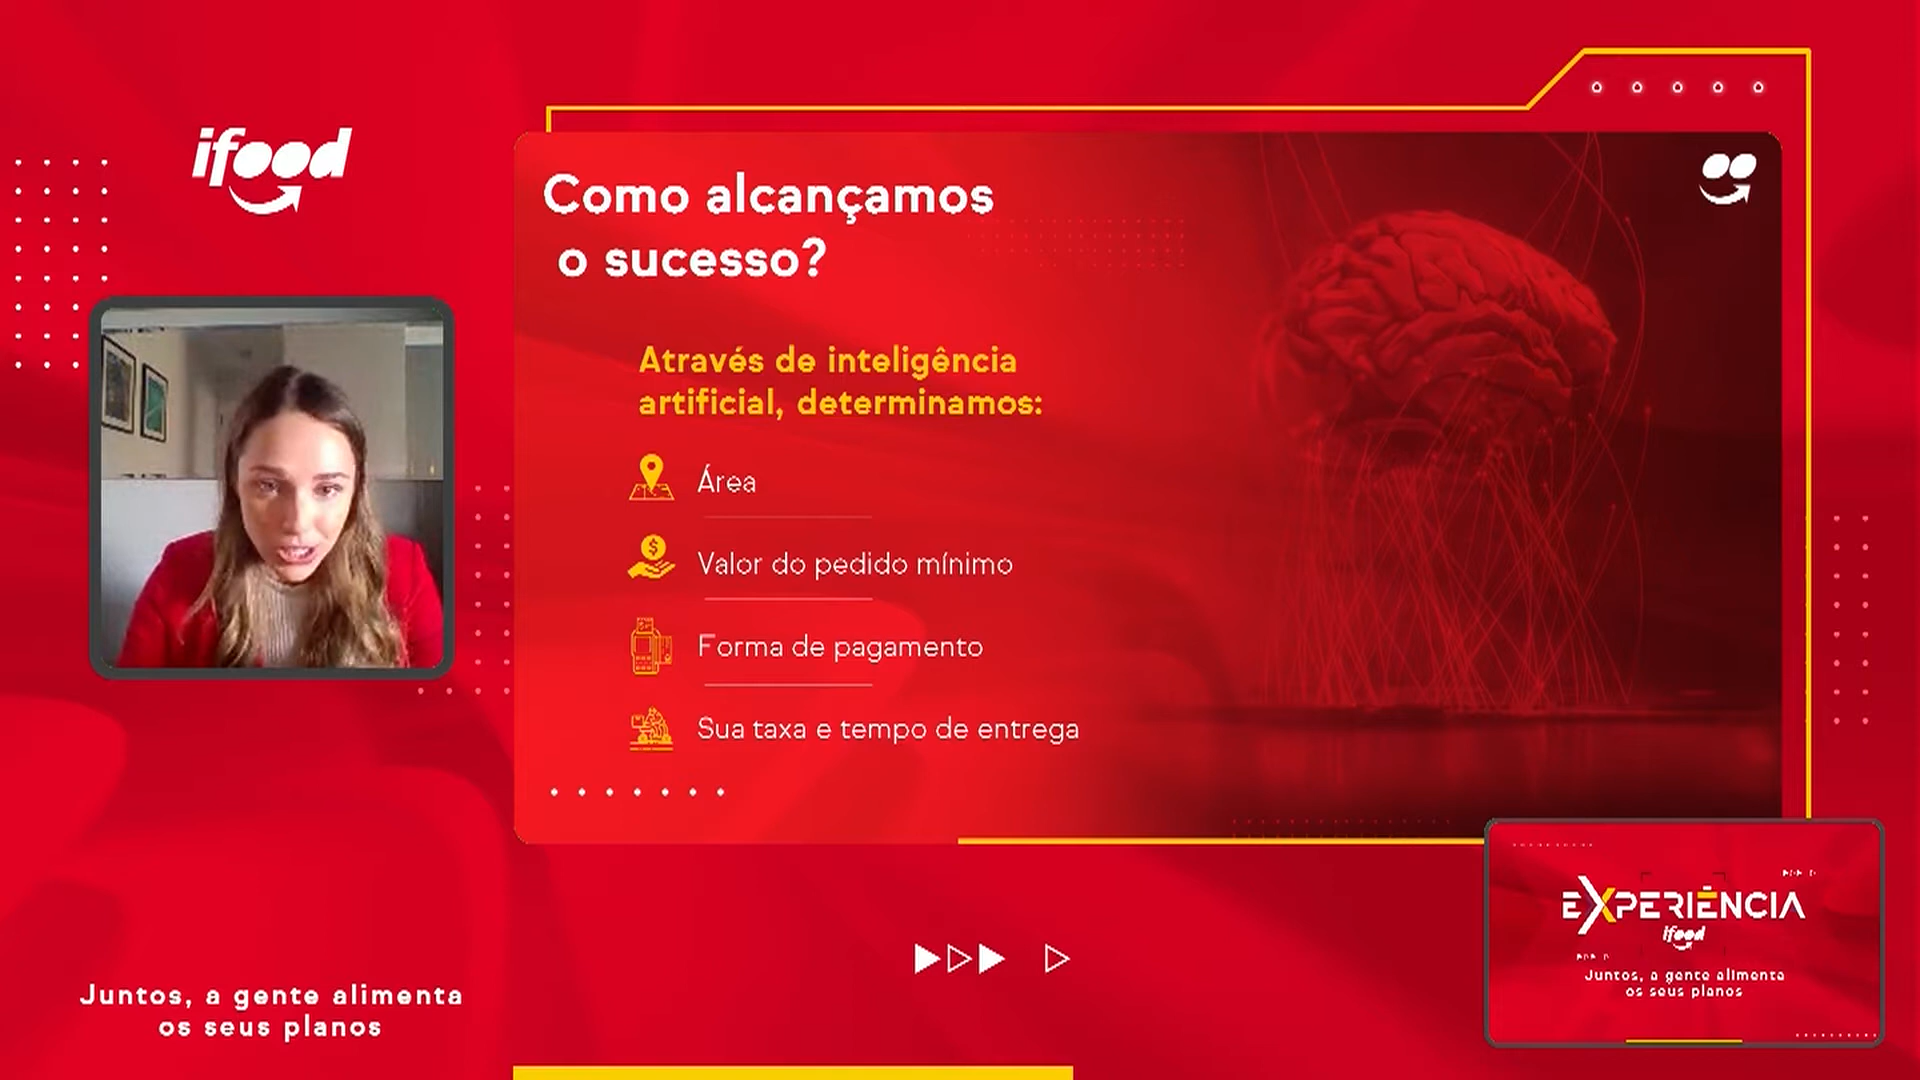 ifood
Como alcançamos
o sucesso?
Através de inteligência
artificial, determinamos:
Área
Valor do pedido mínimo
Forma de pagamento
Sua taxa e tempo de entrega
EXPERIÊNCIA
ifood
Juntos, a gente alimenta
os seus planos
Juntos, a gente alimenta
os seus planos